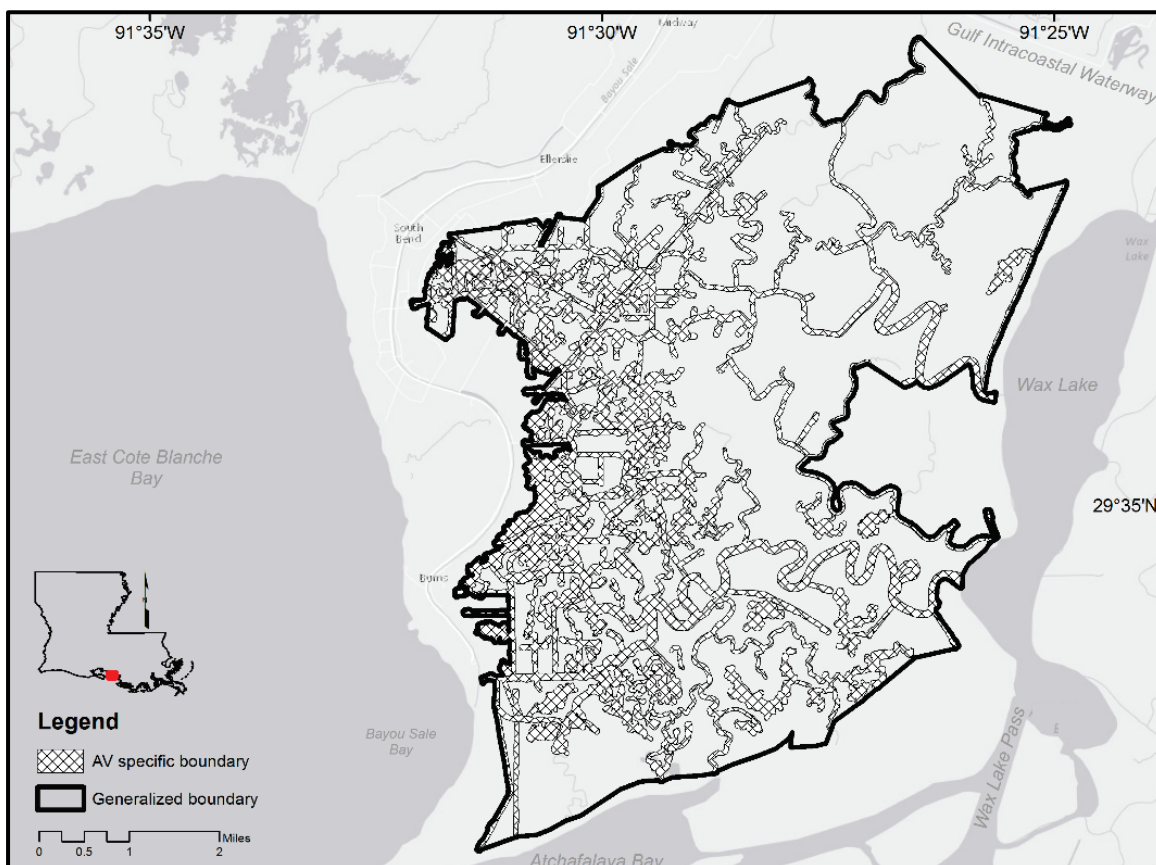 91°35'W
91°30'W
91°25'W
Midway
Gulf Intracoastal Waterway
Bayou Sale
Ellerslie
South
Bend
Wax
Lake
Wax Lake
East Cote Blanche
Bay
29°35'N
Burns
Legend
AV specific boundary
Generalized boundary
Bayou Sale
Bay
Wax Lake Pass
Miles
0 0.5 1 2
Atchafalaya Bay